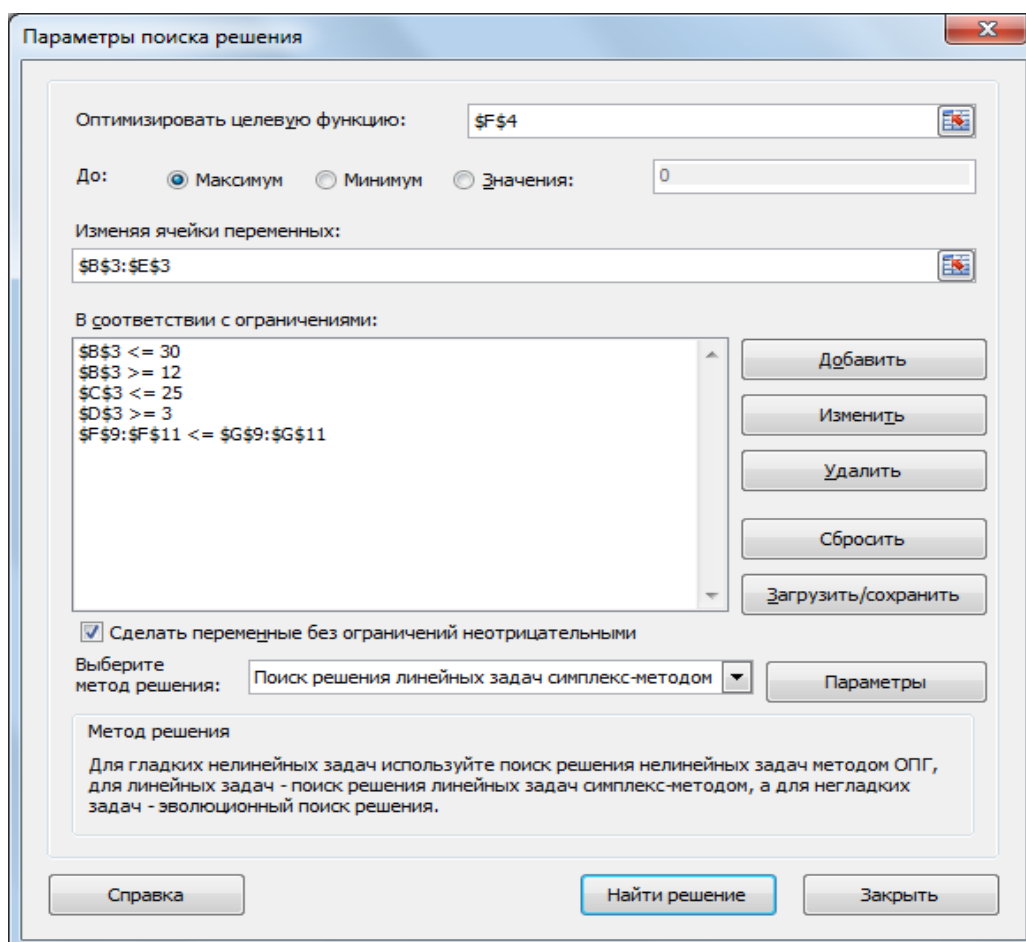 Параметры поиска решения
Оптимизировать целевую функцию: $F$4
До: Максимум Минимум Значения: 0
Изменяя ячейки переменных:
$B$3:$E$3
В соответствии с ограничениями:
$B$3 <= 30
$B$3 >= 12
$C$3 <= 25
$D$3 >= 3
$F$9:$F$11 <= $G$9:$G$11
Добавить
Изменить
Удалить
Сбросить
Загрузить/сохранить
Сделать переменные без ограничений неотрицательными
Выберите
метод решения: Поиск решения линейных задач симплекс-методом Параметры
Метод решения
Для гладких нелинейных задач используйте поиск решения нелинейных задач методом ОПГ,
для линейных задач - поиск решения линейных задач симплекс-методом, а для негладких
задач - эволюционный поиск решения.
Справка Найти решение Закрыть